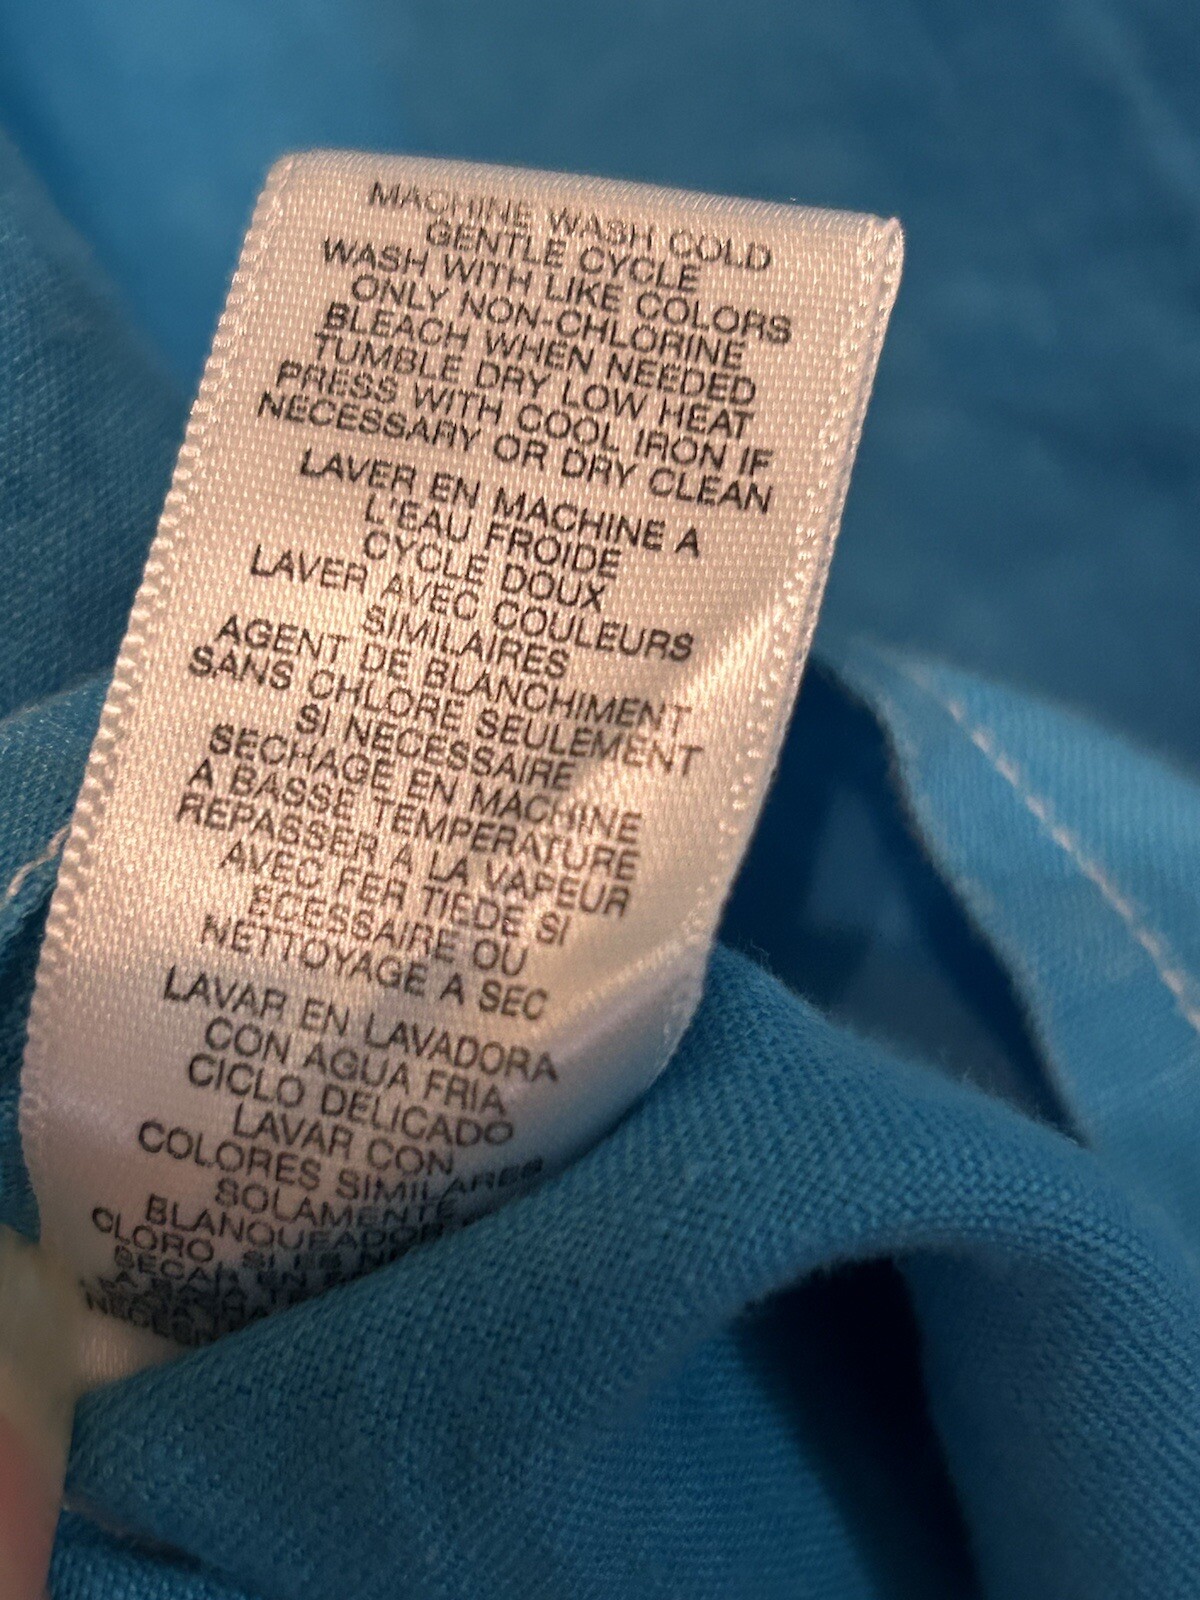 MACHINE WASH COLD
GENTLE CYCLE
WASH WITH LIKE COLORS
ONLY NON-CHLORINE
BLEACH WHEN NEEDED
TUMBLE DRY LOW HEAT
PRESS WITH COOL IRON IF
NECESSARY OR DRY CLEAN
LAVER EN MACHINE A
L'EAU FROIDE
CYCLE DOUX
LAVER AVEC COULEURS
SIMILAIRES
AGENT DE BLANCHIMENT
SANS CHLORE SEULEMENT
SI NECESSAIRE
SECHAGE EN MACHINE
A BASSE TEMPERATURE
REPASSER A LA VAPEUR
AVEC FER TIEDE SI
ECESSAIRE OU
NETTOYAGE A SEC
LAVAR EN LAVADORA
CON AGUA FRIA
CICLO DELICADO
LAVAR CON
COLORES SIMILARES
SOLAMENTE
BLANQUEADOR
CLORO, SI ES